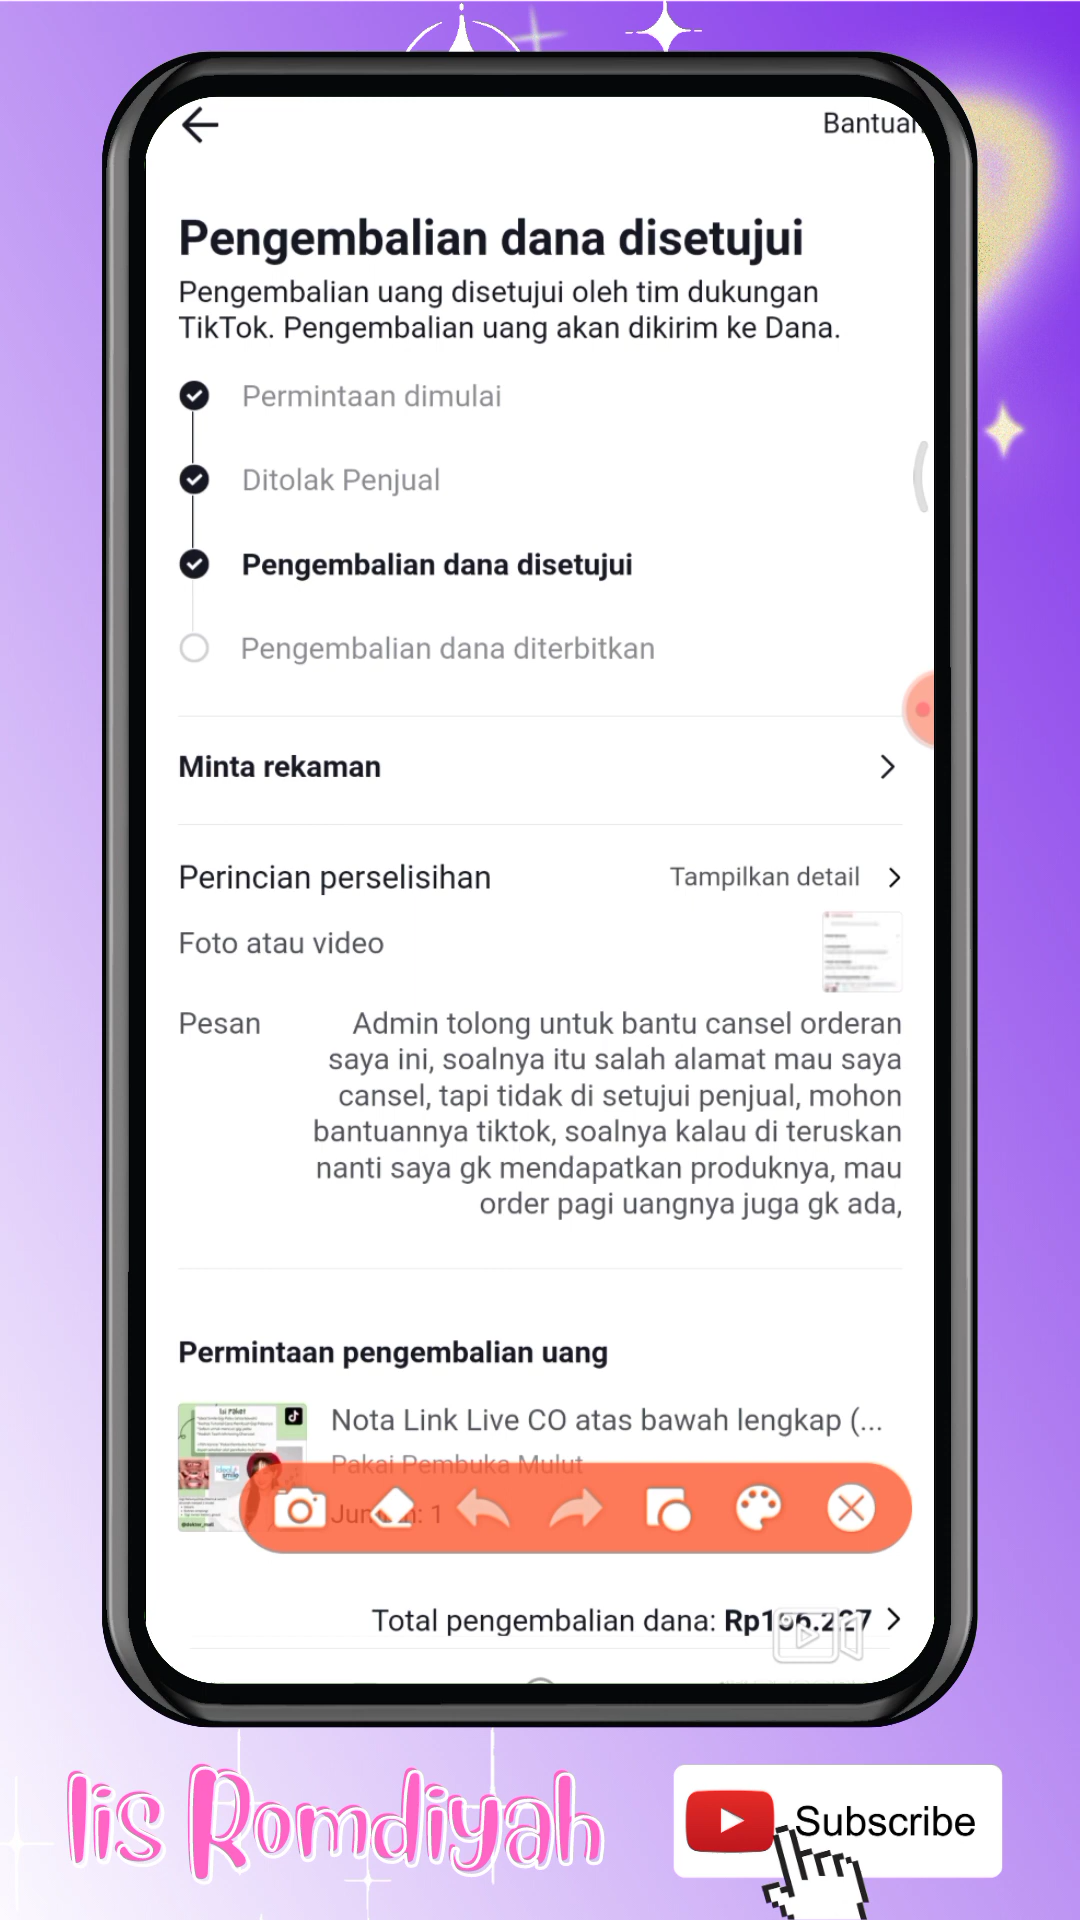 Bantuan
Pengembalian dana disetujui
Pengembalian uang disetujui oleh tim dukungan
TikTok. Pengembalian uang akan dikirim ke Dana.
Permintaan dimulai
Ditolak Penjual
Pengembalian dana disetujui
Pengembalian dana diterbitkan
Minta rekaman
Perincian perselisihan
Tampilkan detail
Foto atau video
Pesan
Admin tolong untuk bantu cansel orderan
saya ini, soalnya itu salah alamat mau saya
cansel, tapi tidak di setujui penjual, mohon
bantuannya tiktok, soalnya kalau di teruskan
nanti saya gk mendapatkan produknya, mau
order pagi uangnya juga gk ada,
Permintaan pengembalian uang
Nota Link Live CO atas bawah lengkap (...
Pakai Pembuka Mulut
: 1
Total pengembalian dana:
Iis Romdiyah
Subscribe